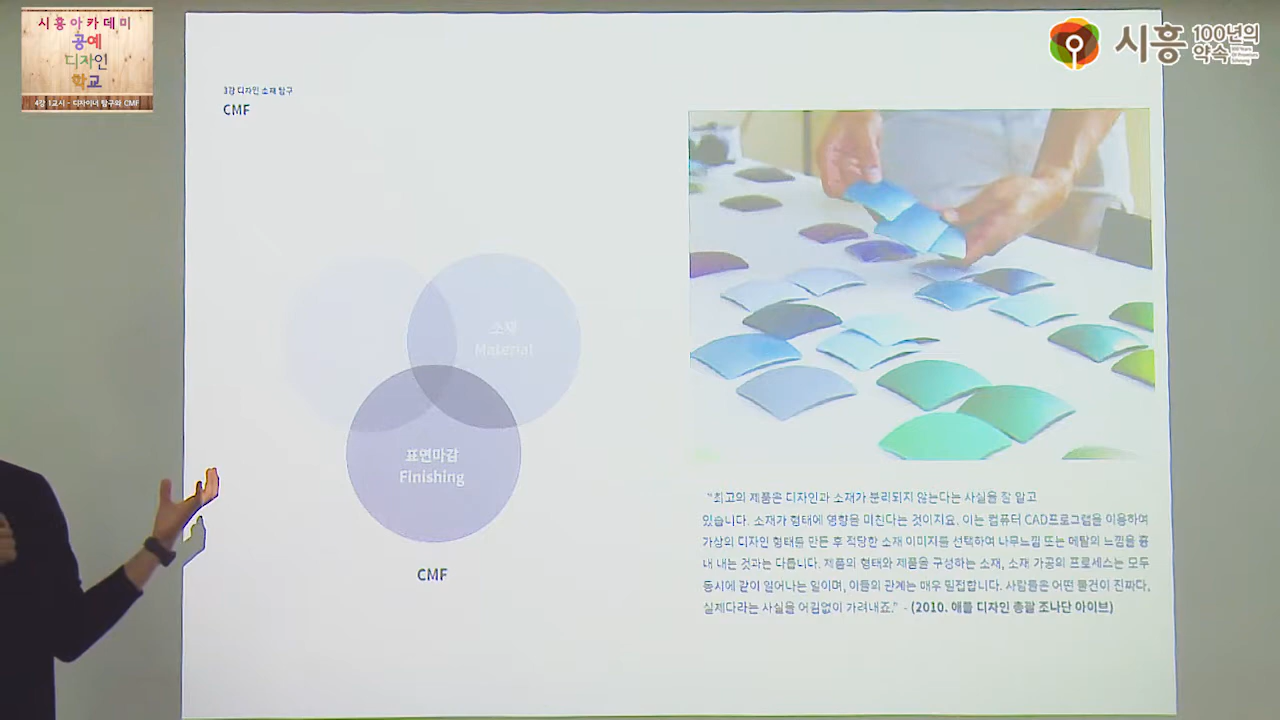 시흥아카데미
공예
디자인
학교
4강 1교시 - 디자이너 탐구와 CMF
시흥 100년의
약속
3강 디자인 소재 탐구
CMF
소재
Material
표면마감
Finishing
CMF
"최고의 제품은 디자인과 소재가 분리되지 않는다는 사실을 잘 알고
있습니다. 소재가 형태에 영향을 미친다는 것이지요. 이는 컴퓨터 CAD프로그램을 이용하여
가상의 디자인 형태를 만든 후 적당한 소재 이미지를 선택하여 나무느낌 또는 메탈의 느낌을 흉
내 내는 것과는 다릅니다. 제품의 형태와 제품을 구성하는 소재, 소재 가공의 프로세스는 모두
동시에 같이 일어나는 일이며, 이들의 관계는 매우 밀접합니다. 사람들은 어떤 물건이 진짜다,
실제다라는 사실을 어김없이 가려내죠." - (2010. 애플 디자인 총괄 조나단 아이브)